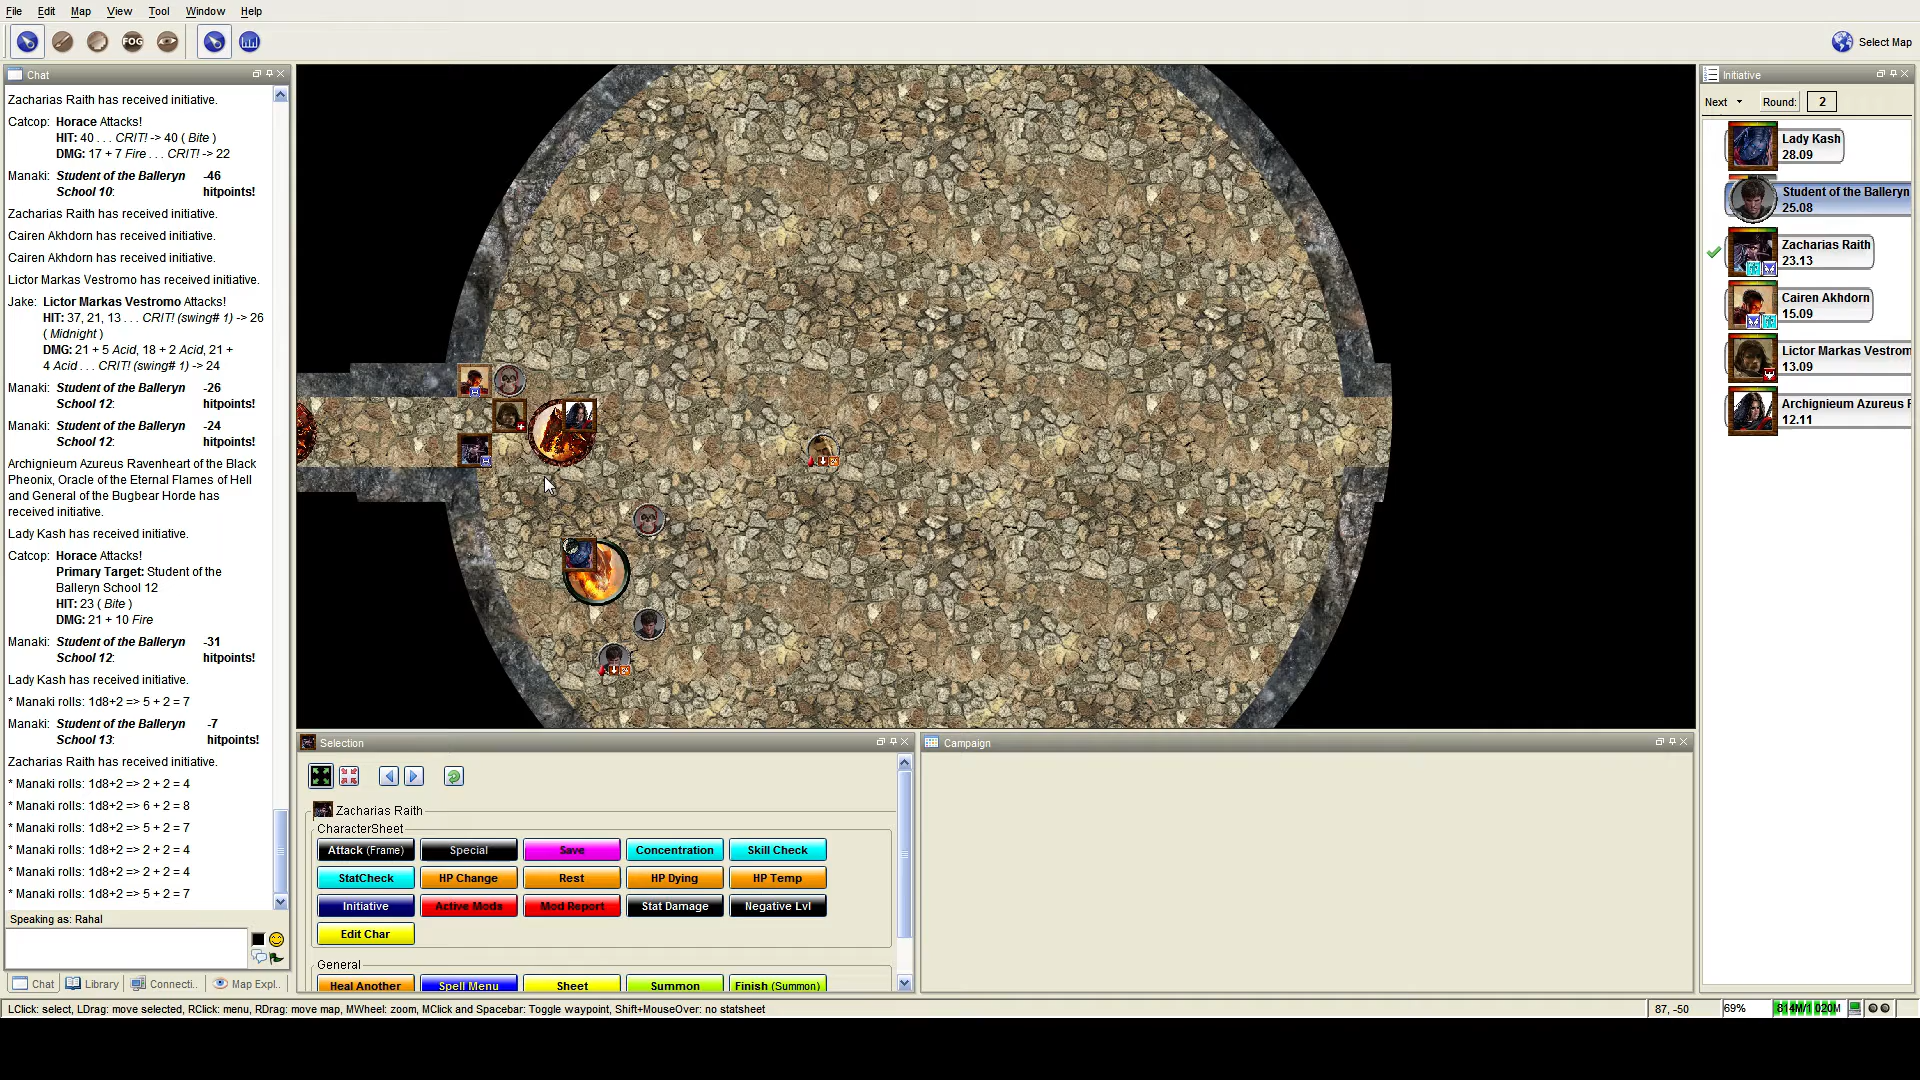 File Edit Map View Tool Window Help
FOG
Select Map
Chat
Zacharias Raith has received initiative.
Catcop: Horace Attacks!
HIT: 40 . . . CRIT! -> 40 ( Bite )
DMG: 17 + 7 Fire . . . CRIT! -> 22
Manaki: Student of the Balleryn -46
School 10: hitpoints!
Zacharias Raith has received initiative.
Cairen Akhdorn has received initiative.
Cairen Akhdorn has received initiative.
Lictor Markas Vestromo has received initiative.
Jake: Lictor Markas Vestromo Attacks!
HIT: 37, 21, 13 . . . CRIT! (swing# 1) -> 26
( Midnight )
DMG: 21 + 5 Acid, 18 + 2 Acid, 21 +
4 Acid . . . CRIT! (swing# 1) -> 24
Manaki: Student of the Balleryn -26
School 12: hitpoints!
Manaki: Student of the Balleryn -24
School 12: hitpoints!
Archignieum Azureus Ravenheart of the Black
Pheonix, Oracle of the Eternal Flames of Hell
and General of the Bugbear Horde has
received initiative.
Lady Kash has received initiative.
Catcop: Horace Attacks!
Primary Target: Student of the
Balleryn School 12
HIT: 23 ( Bite )
DMG: 21 + 10 Fire
Manaki: Student of the Balleryn -31
School 12: hitpoints!
Lady Kash has received initiative.
* Manaki rolls: 1d8+2 => 5 + 2 = 7
Manaki: Student of the Balleryn -7
School 13: hitpoints!
Zacharias Raith has received initiative.
* Manaki rolls: 1d8+2 => 2 + 2 = 4
* Manaki rolls: 1d8+2 => 6 + 2 = 8
* Manaki rolls: 1d8+2 => 5 + 2 = 7
* Manaki rolls: 1d8+2 => 2 + 2 = 4
* Manaki rolls: 1d8+2 => 2 + 2 = 4
* Manaki rolls: 1d8+2 => 5 + 2 = 7
Speaking as: Rahal
Chat Library Connecti.. Map Expl..
Selection
Zacharias Raith
CharacterSheet
Attack (Frame) Special Save Concentration Skill Check
StatCheck HP Change Rest HP Dying HP Temp
Initiative Active Mods Mod Report Stat Damage Negative Lvl
Edit Char
General
Heal Another Spell Menu Sheet Summon Finish (Summon)
Campaign
Initiative
Next Round: 2
Lady Kash
28.09
Student of the Balleryn
25.08
Zacharias Raith
23.13
Cairen Akhdorn
15.09
Lictor Markas Vestrom
13.09
Archignieum Azureus F
12.11
LClick: select, LDrag: move selected, RClick: menu, RDrag: move map, MWheel: zoom, MClick and Spacebar: Toggle waypoint, Shift+MouseOver: no statsheet
87, -50
69%
814M/1 020M